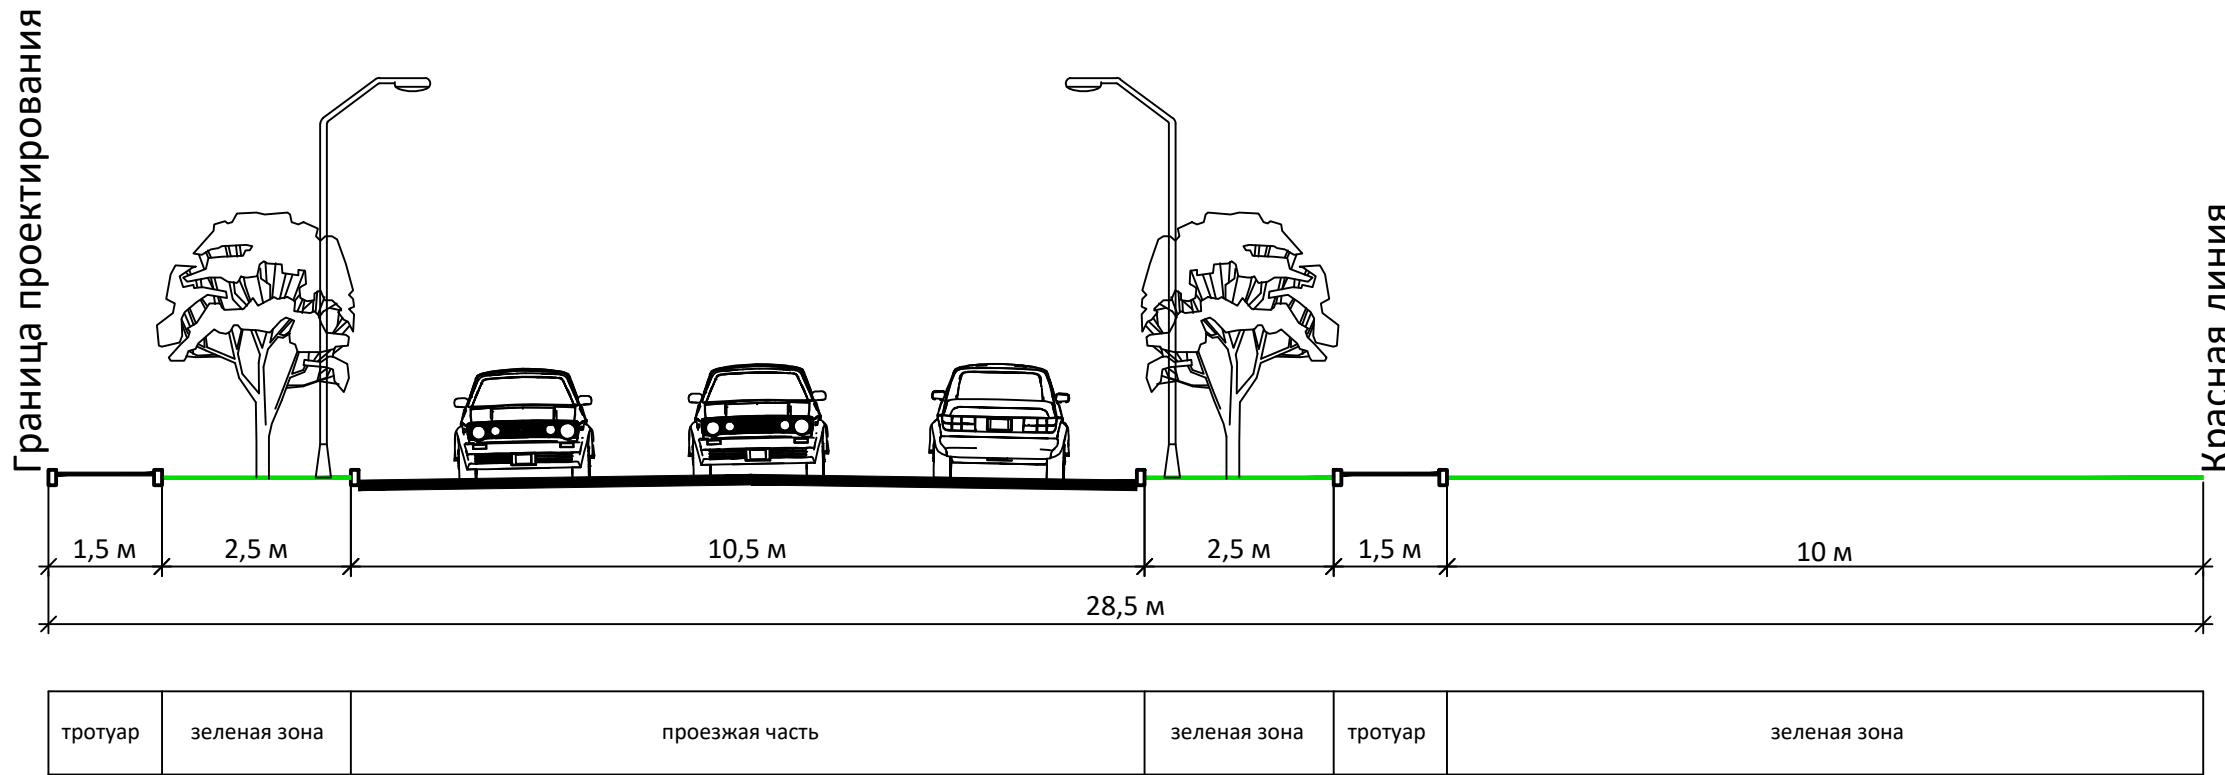 Граница проектирования
Красная линия
1,5 м
2,5 м
10,5 м
2,5 м
1,5 м
10 м
28,5 м
тротуар
зеленая зона
проезжая часть
зеленая зона
тротуар
зеленая зона